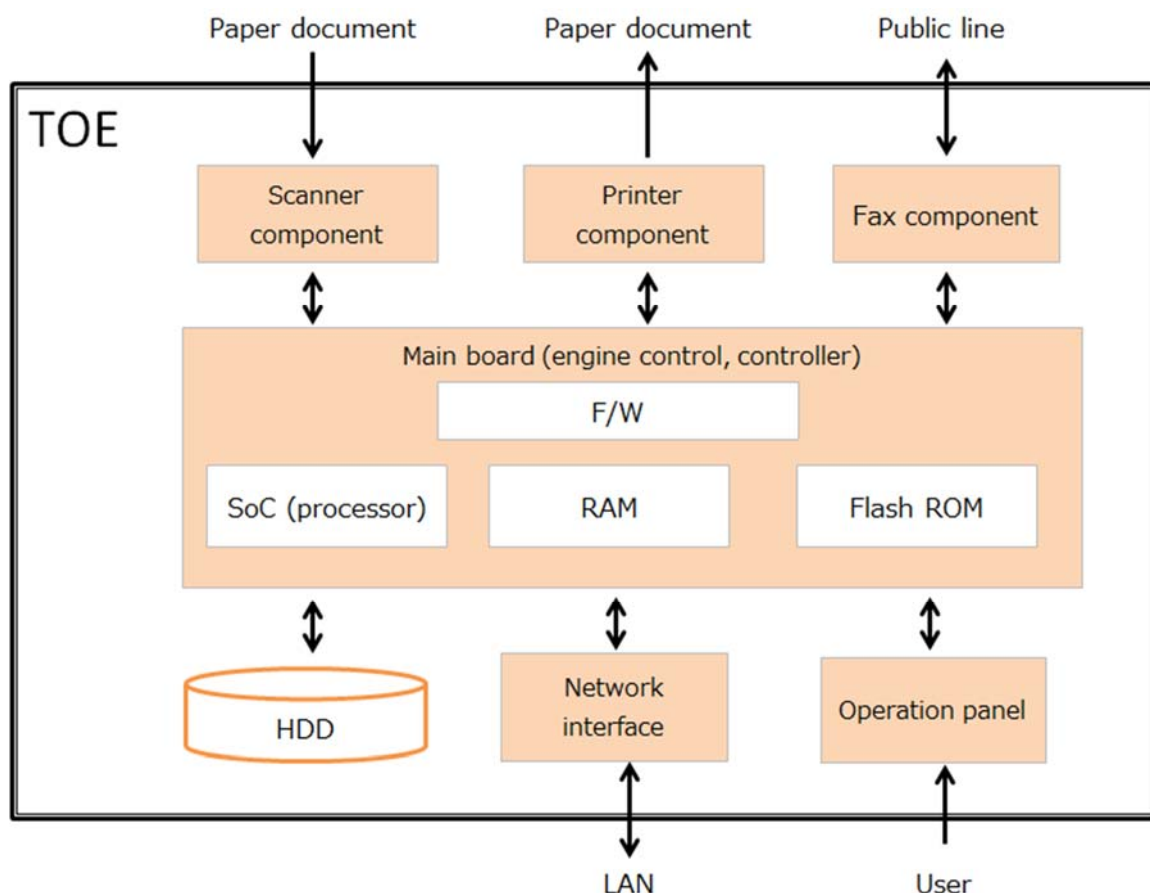 Paper document
Paper document
Public line
TOE
Scanner
component
Printer
component
Fax component
Main board (engine control, controller)
F/W
SoC (processor)
RAM
Flash ROM
HDD
Network
interface
Operation panel
LAN
User